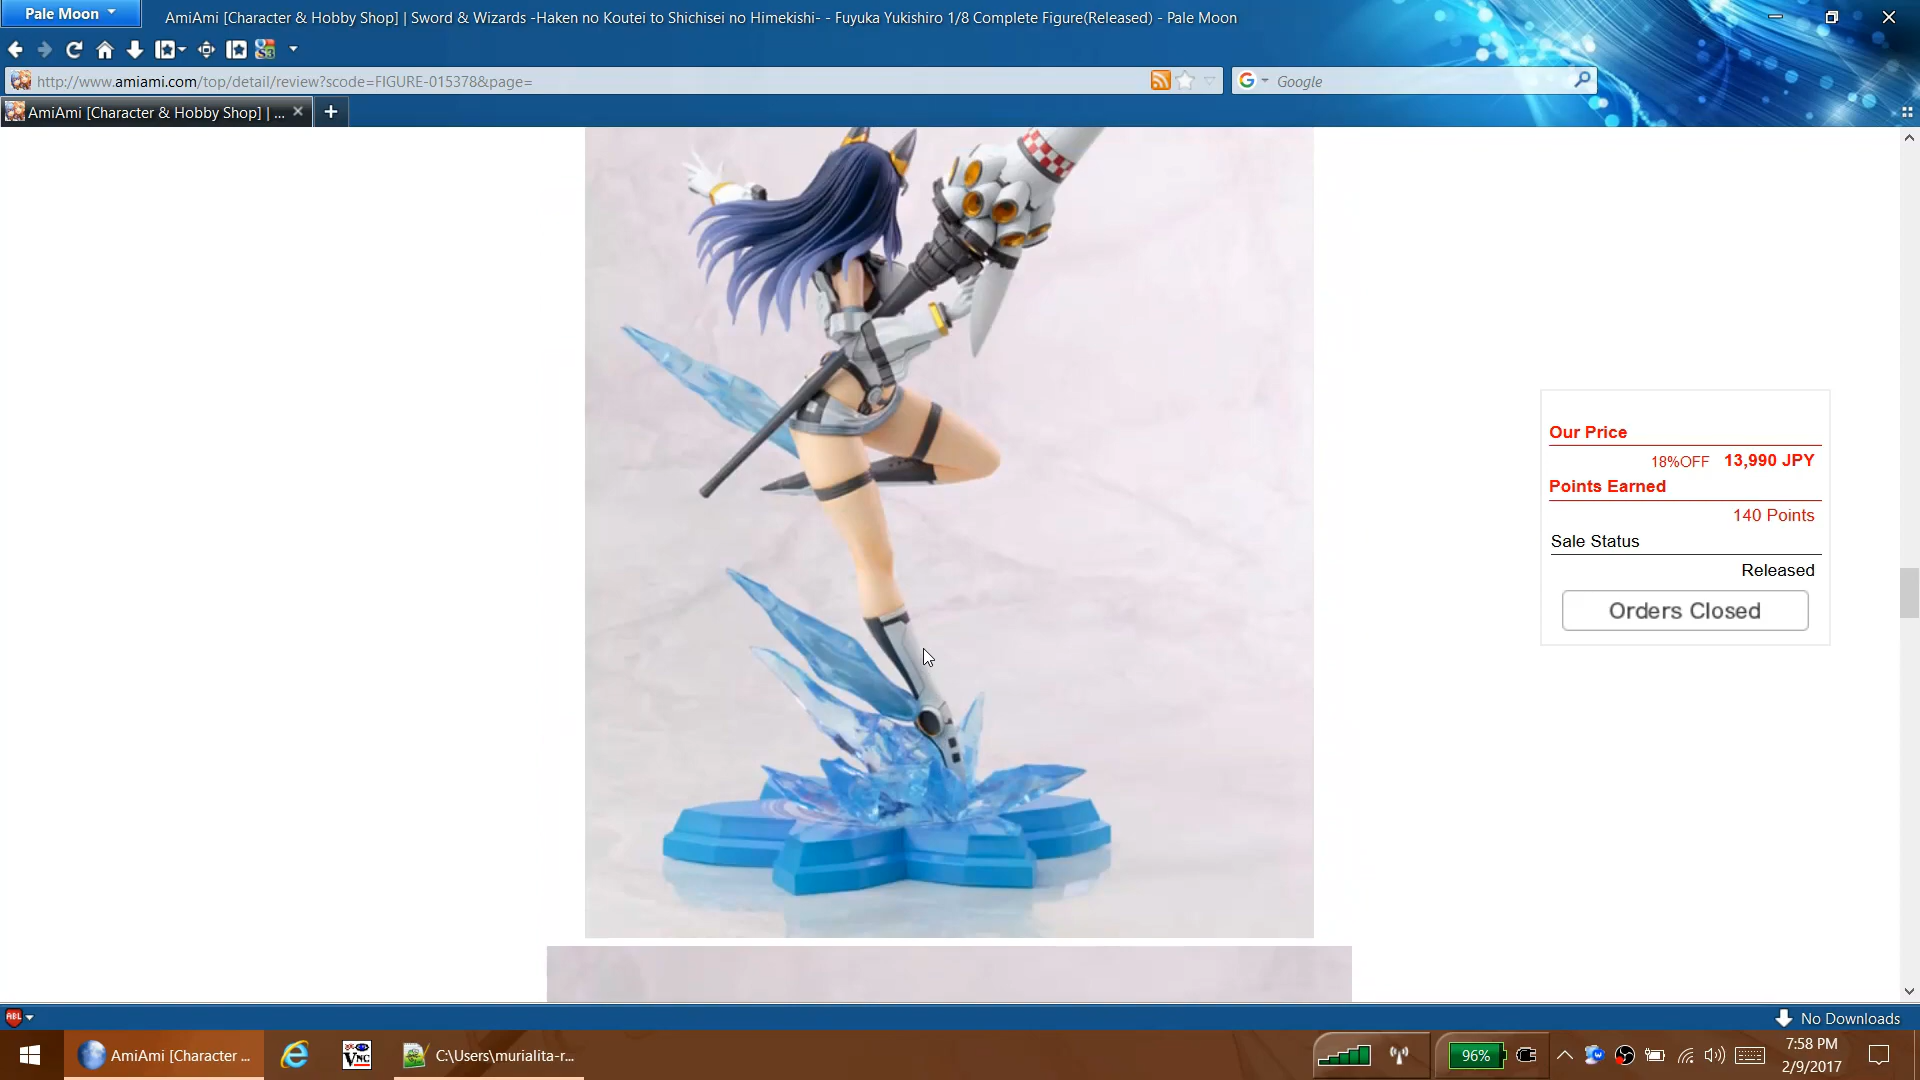 Pale Moon
AmiAmi [Character & Hobby Shop] | Sword & Wizards -Haken no Koutei to Shichisei no Himekishi- - Fuyuka Yukishiro 1/8 Complete Figure(Released) - Pale Moon
http://www.amiami.com/top/detail/review?scode=FIGURE-015378&page=
Google
AmiAmi [Character & Hobby Shop] | ...
Our Price
18%OFF 13,990 JPY
Points Earned
140 Points
Sale Status
Released
Orders Closed
ABL
No Downloads
AmiAmi [Character ...
VNC
C:\Users\murialita-r...
96%
7:58 PM
2/9/2017